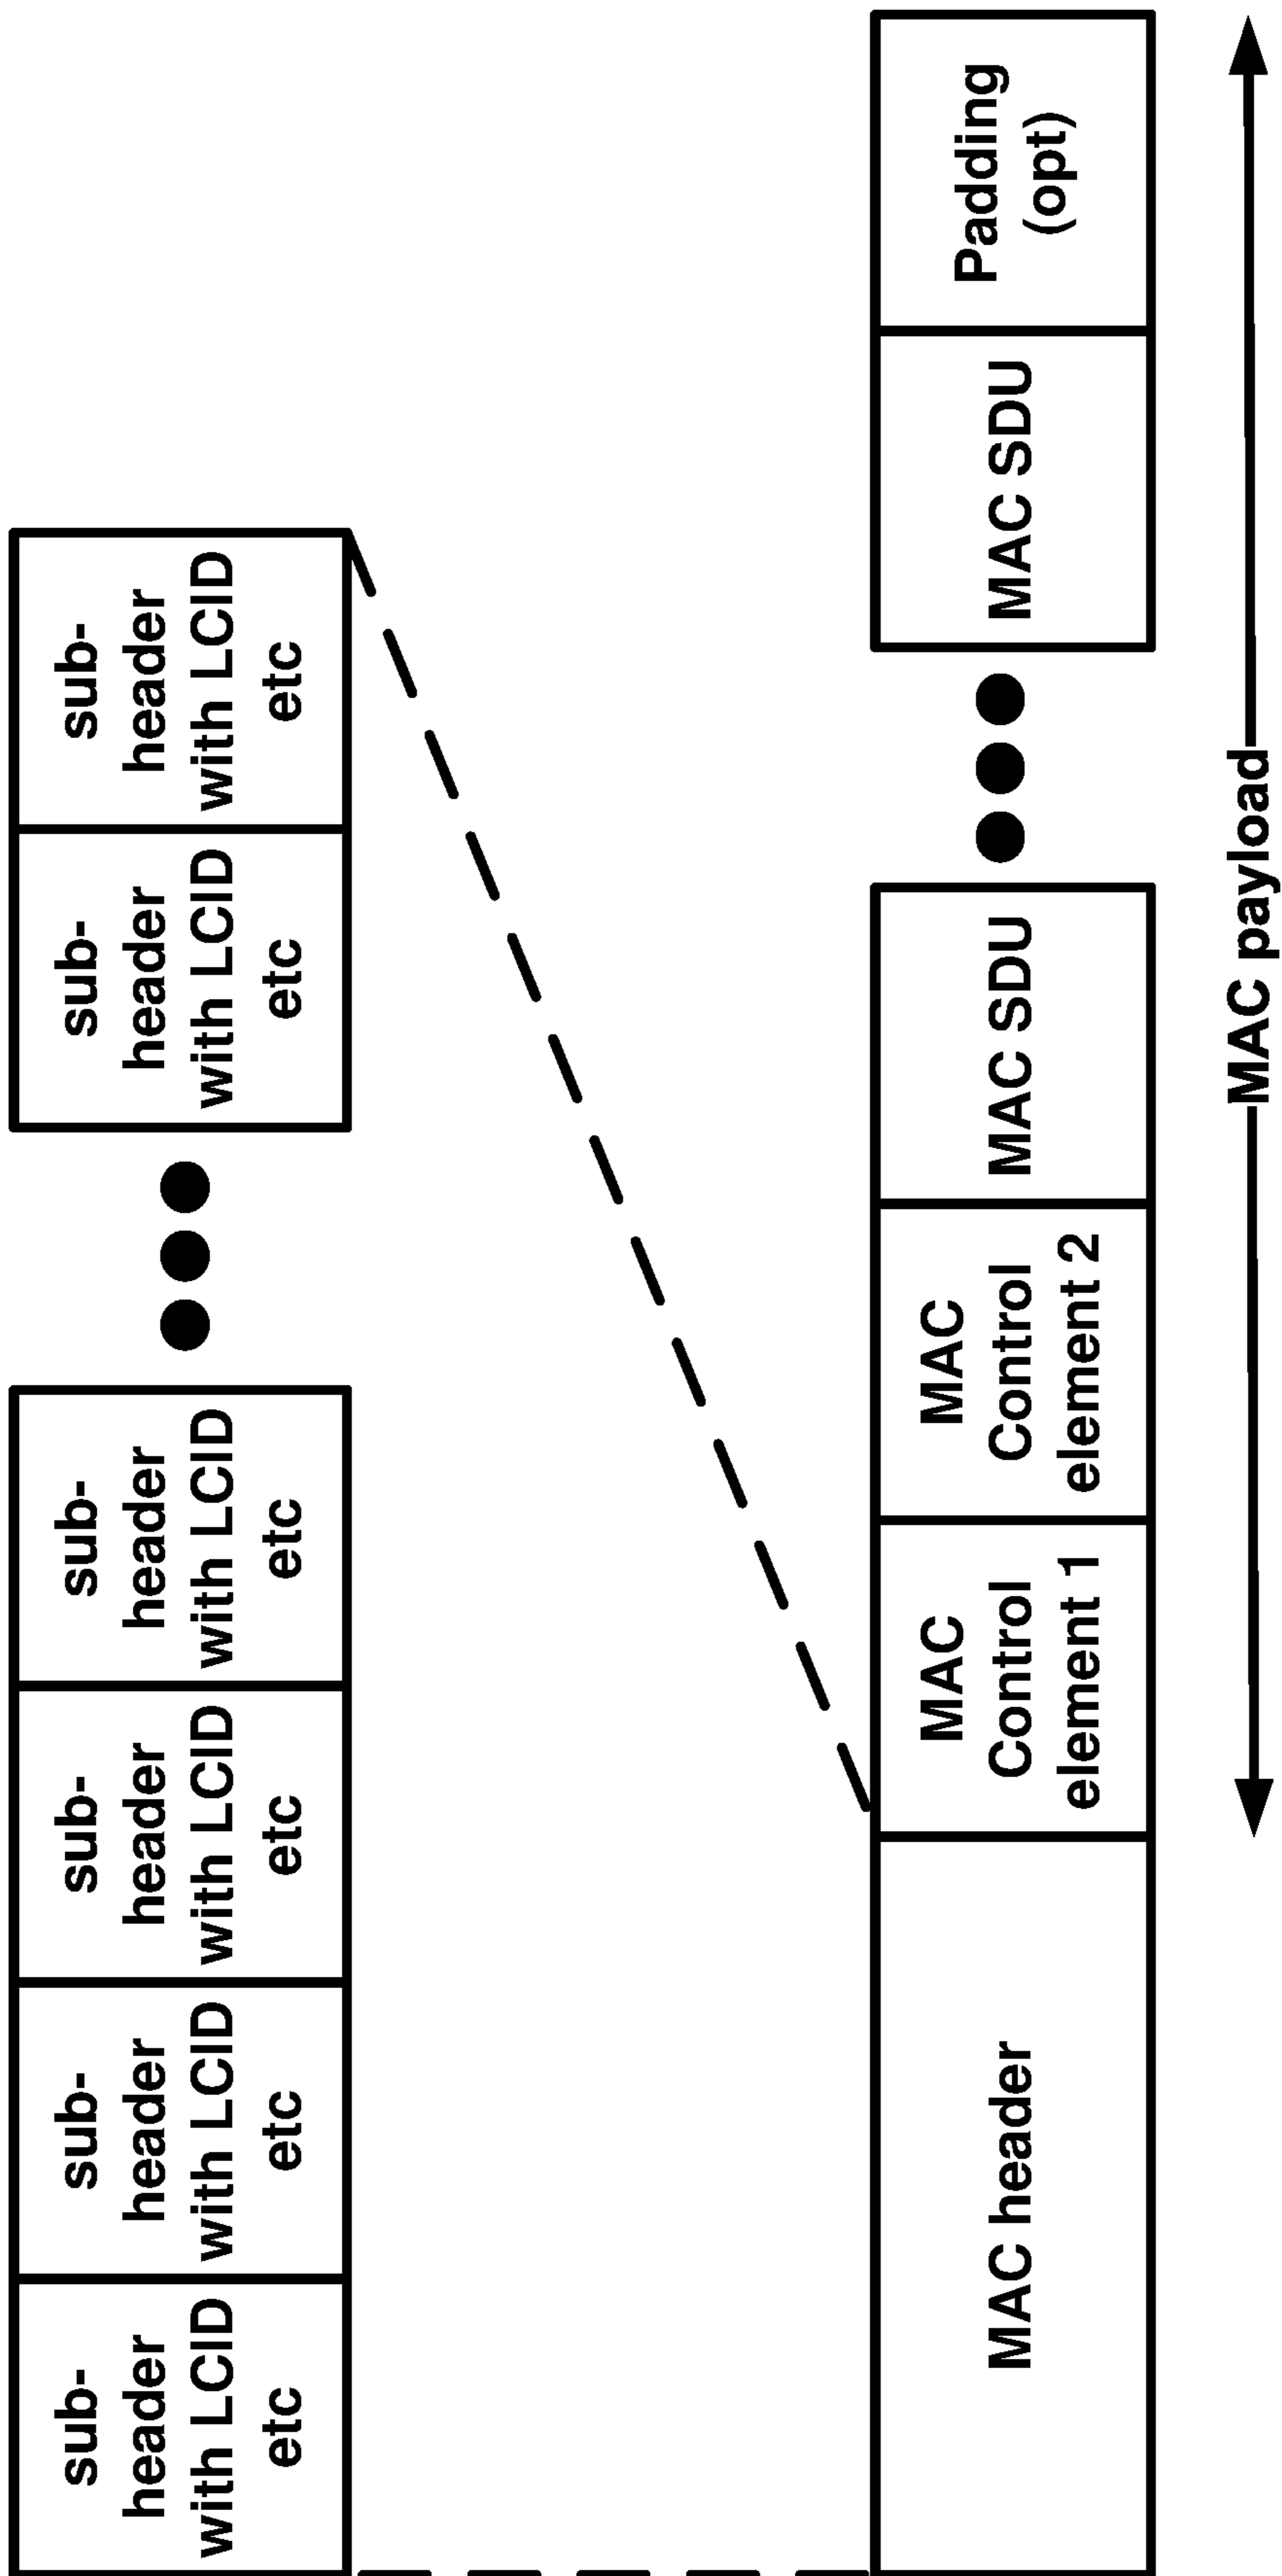 sub-
header
with LCID
etc
sub-
header
with LCID
etc
sub-
header
with LCID
etc
sub-
header
with LCID
etc
sub-
header
with LCID
etc
sub-
header
with LCID
etc
MAC header
MAC
Control
element 1
MAC
Control
element 2
MAC SDU
MAC SDU
Padding
(opt)
MAC payload